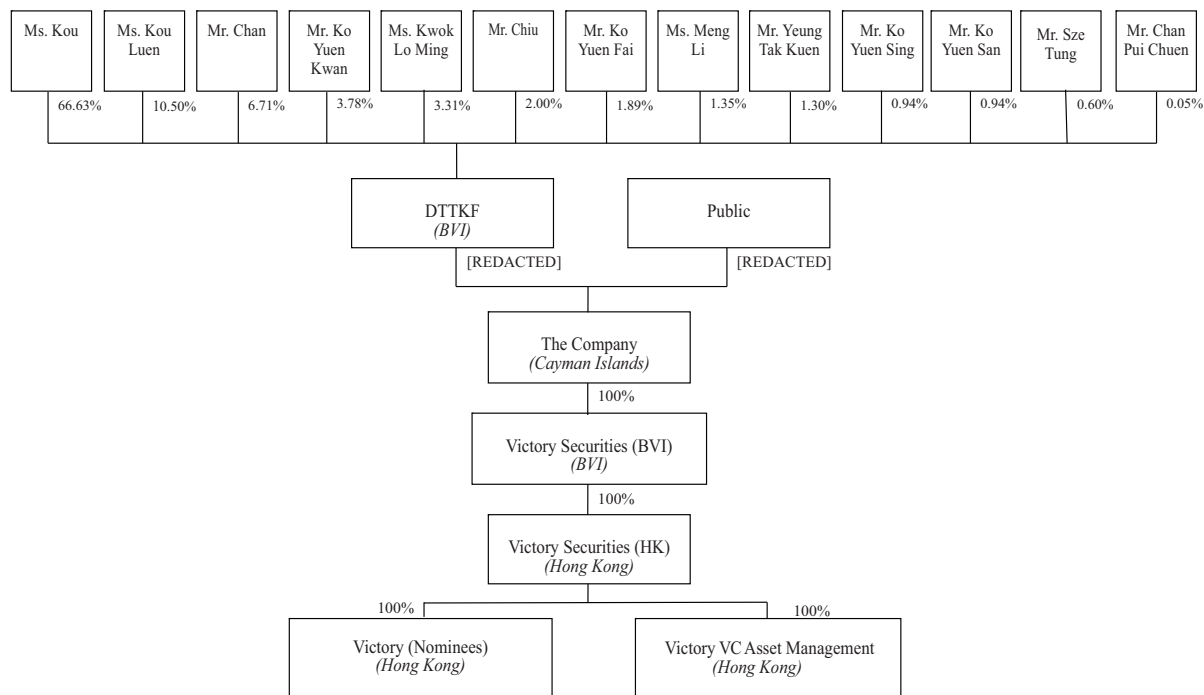 Ms. Kou
Ms. Kou
Luen
Mr. Chan
Mr. Ko
Yuen
Kwan
Ms. Kwok
Lo Ming
Mr. Chiu
Mr. Ko
Yuen Fai
Ms. Meng
Li
Mr. Yeung
Tak Kuen
Mr. Ko
Yuen Sing
Mr. Ko
Yuen San
Mr. Sze
Tung
Mr. Chan
Pui Chuen
66.63%
10.50%
6.71%
3.78%
3.31%
2.00%
1.89%
1.35%
1.30%
0.94%
0.94%
0.60%
0.05%
DTTKF
(BVI)
Public
[REDACTED]
[REDACTED]
The Company
(Cayman Islands)
100%
Victory Securities (BVI)
(BVI)
100%
Victory Securities (HK)
(Hong Kong)
100%
100%
Victory (Nominees)
(Hong Kong)
Victory VC Asset Management
(Hong Kong)